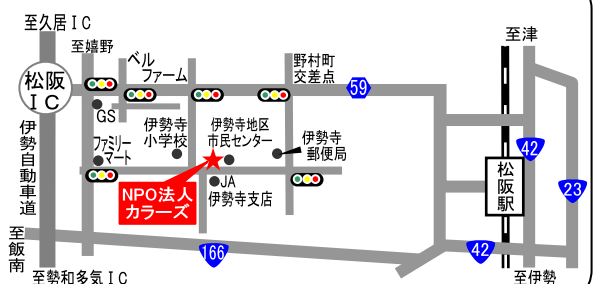 至久居IC
至津
至嬉野
ベル
ファーム
野村町
交差点
松阪
IC
59
GS
伊勢寺
小学校
伊勢寺地区
市民センター
伊勢寺
郵便局
ファミリー
マート
42
伊勢自動車道
松阪駅
23
NPO法人
カラーズ
JA
伊勢寺支店
至飯南
166
42
至勢和多気IC
至伊勢